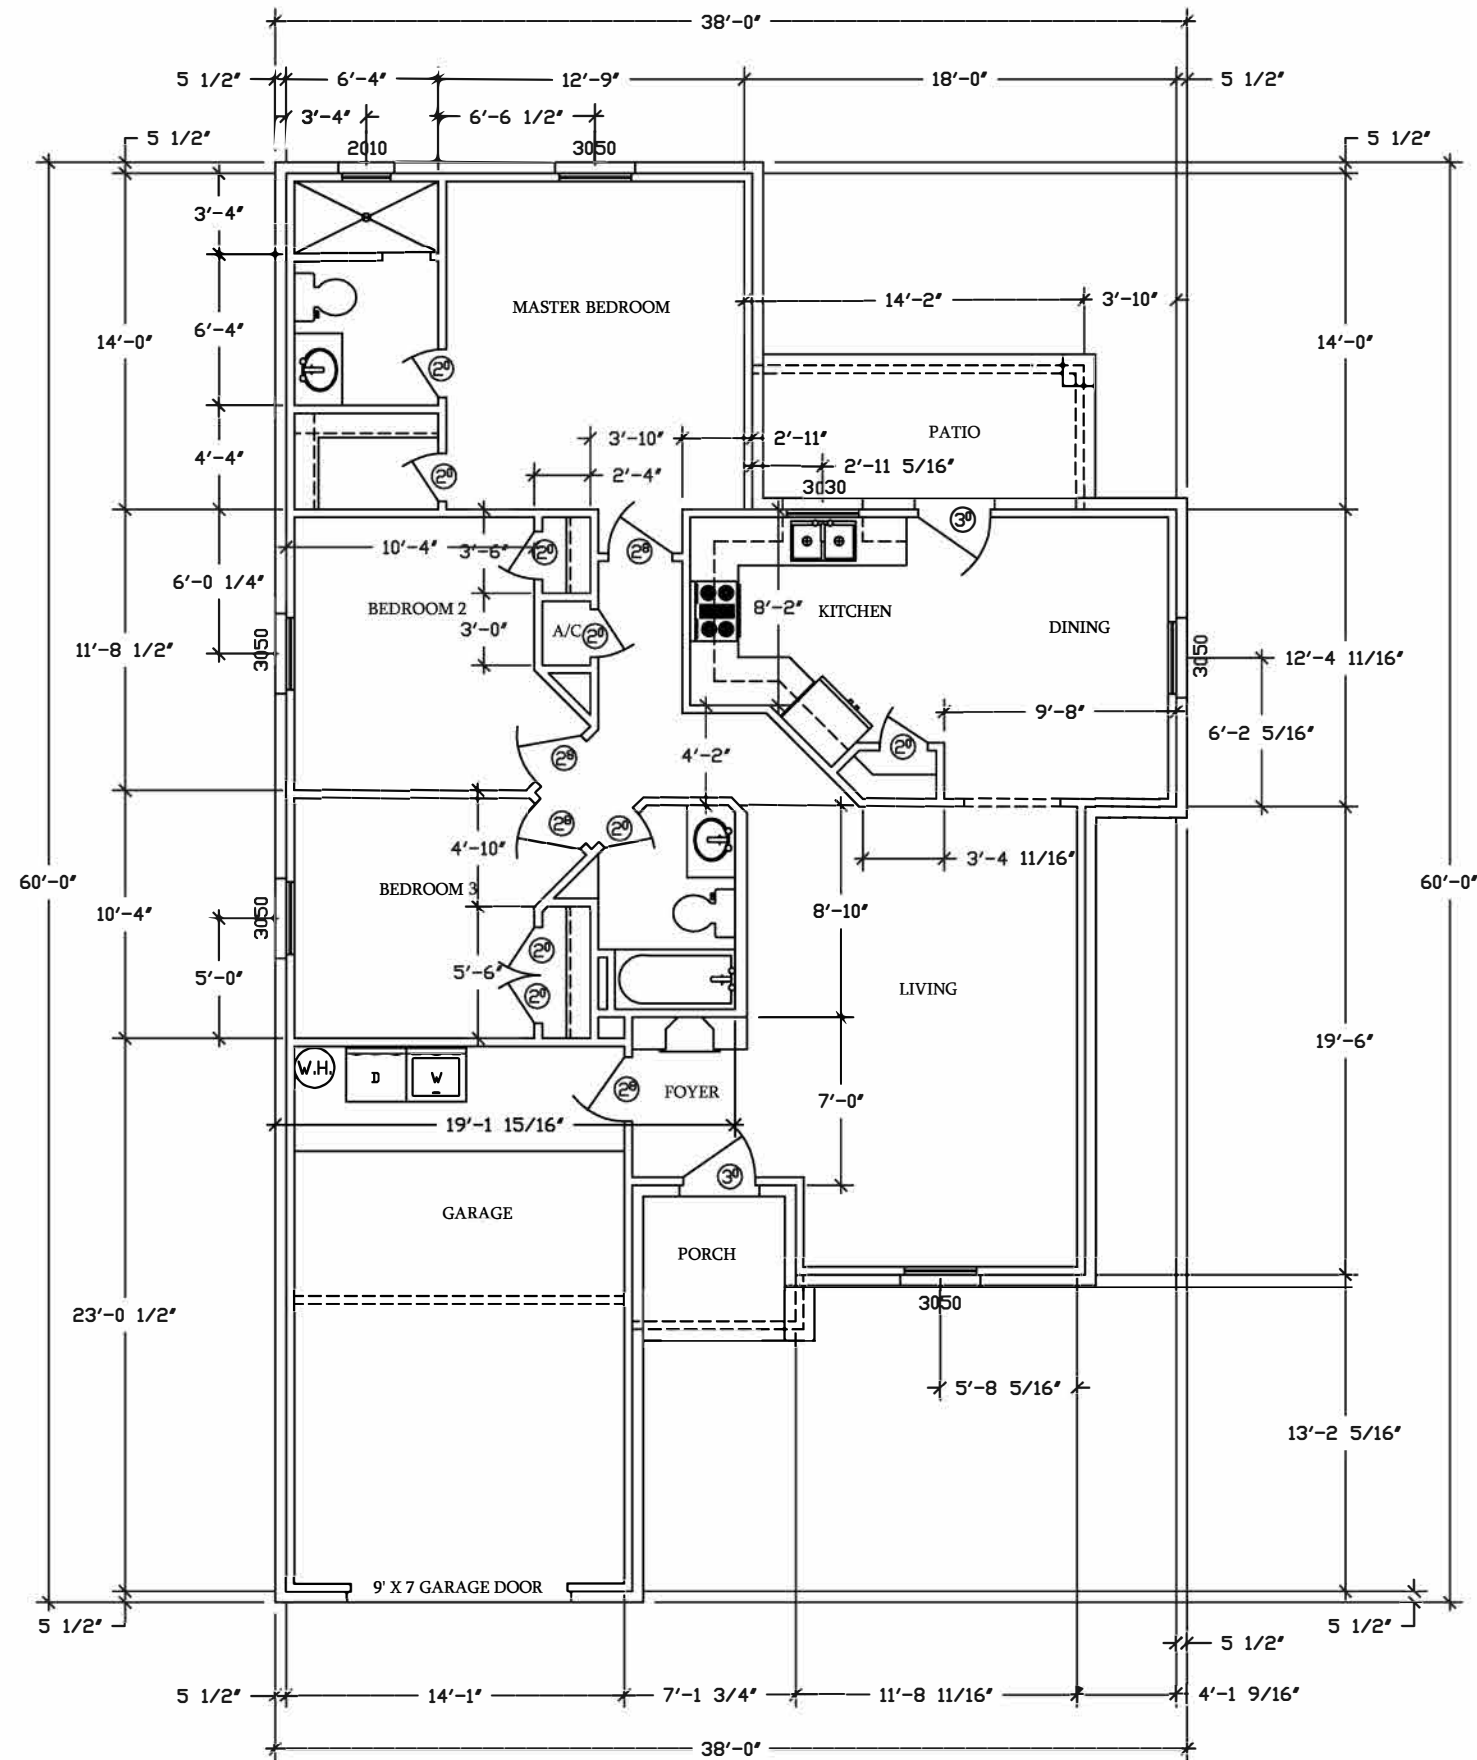 38'-0"
5 1/2" 6'-4" 12'-9" 18'-0" 5 1/2"
3'-4" 6'-6 1/2"
5 1/2" 2010 3050 5 1/2"
3'-4"
14'-2" 3'-10"
MASTER BEDROOM
6'-4"
14'-0" 14'-0"
2⁰
PATIO
3'-10" 2'-11"
4'-4" 2'-11 5/16"
2⁰ 2'-4"
3030
3⁰
10'-4" 3'-6" 2⁰ 2⁸
6'-0 1/4"
BEDROOM 2 8'-2" KITCHEN
3'-0" A/C 2⁰ DINING
11'-8 1/2" 3050 3050 12'-4 11/16"
9'-8"
6'-2 5/16"
2⁸ 4'-2" 2⁰
2⁸ 2⁰
4'-10" 3'-4 11/16"
60'-0" BEDROOM 3 60'-0"
10'-4" 3050 8'-10"
2⁰
5'-0" 5'-6" LIVING
2⁰
19'-6"
W.H. D W 2⁸ FOYER 7'-0"
19'-1 15/16"
3⁰
GARAGE
PORCH
23'-0 1/2" 3050
5'-8 5/16"
13'-2 5/16"
9' X 7 GARAGE DOOR
5 1/2" 5 1/2"
5 1/2"
5 1/2" 14'-1" 7'-1 3/4" 11'-8 11/16" 4'-1 9/16"
38'-0"